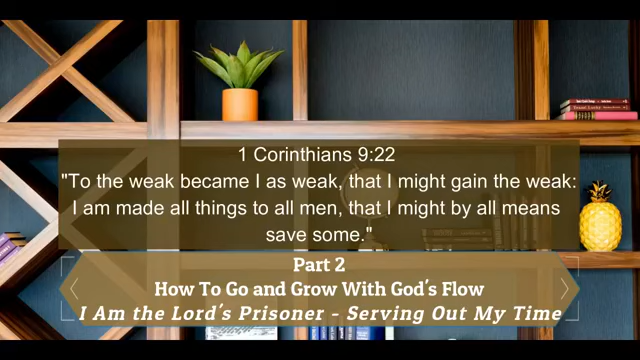 1 Corinthians 9:22
"To the weak became I as weak, that I might gain the weak:
I am made all things to all men, that I might by all means
save some."
Part 2
How To Go and Grow With God's Flow
I Am the Lord's Prisoner - Serving Out My Time